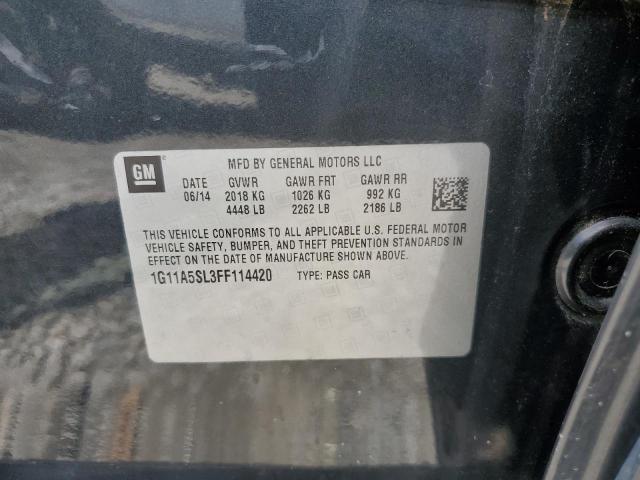 GM
MFD BY GENERAL MOTORS LLC
DATE GVWR GAWR FRT GAWR RR
06/14 2018 KG 1026 KG 992 KG
4448 LB 2262 LB 2186 LB
THIS VEHICLE CONFORMS TO ALL APPLICABLE U.S. FEDERAL MOTOR
VEHICLE SAFETY, BUMPER, AND THEFT PREVENTION STANDARDS IN
EFFECT ON THE DATE OF MANUFACTURE SHOWN ABOVE.
1G11A5SL3FF114420 TYPE: PASS CAR